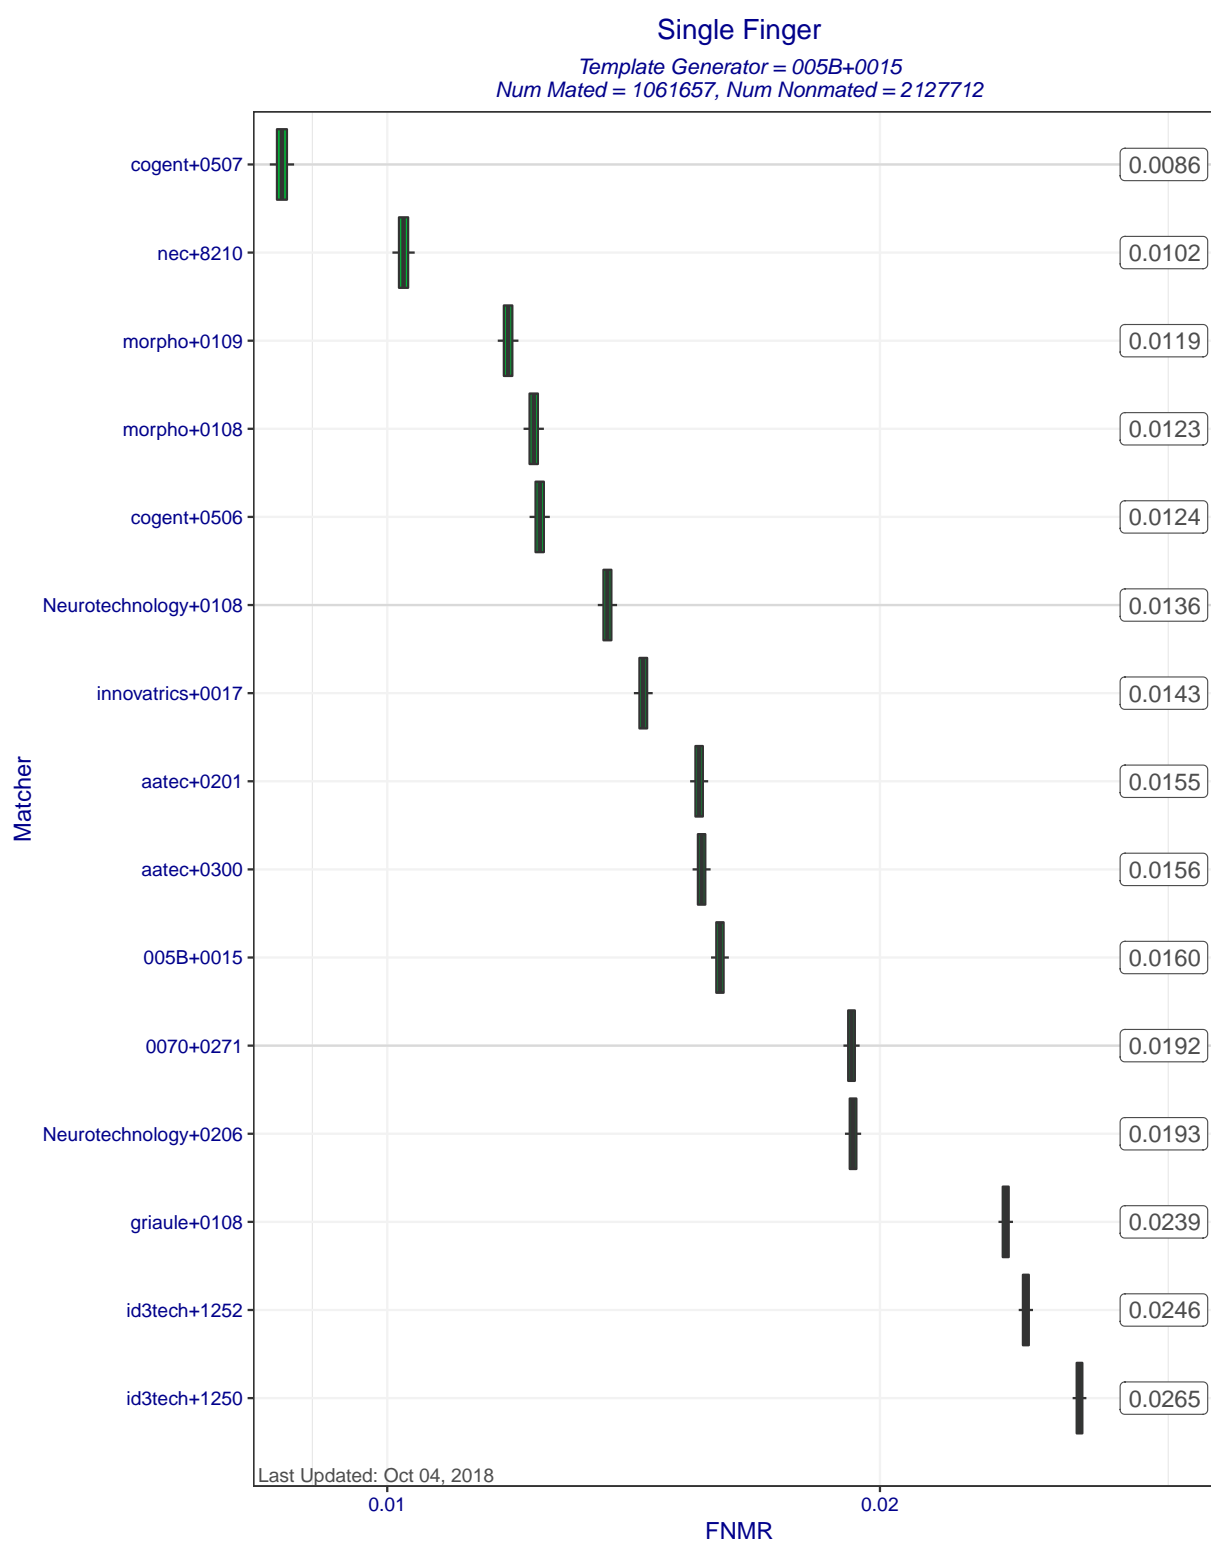 Single Finger
Template Generator = 005B+0015
Num Mated = 1061657, Num Nonmated = 2127712
cogent+0507 0.0086
nec+8210 0.0102
morpho+0109 0.0119
morpho+0108 0.0123
cogent+0506 0.0124
Neurotechnology+0108 0.0136
innovatrics+0017 0.0143
aatec+0201 0.0155
Matcher
aatec+0300 0.0156
005B+0015 0.0160
0070+0271 0.0192
Neurotechnology+0206 0.0193
griaule+0108 0.0239
id3tech+1252 0.0246
id3tech+1250 0.0265
Last Updated: Oct 04, 2018
0.01 0.02
FNMR